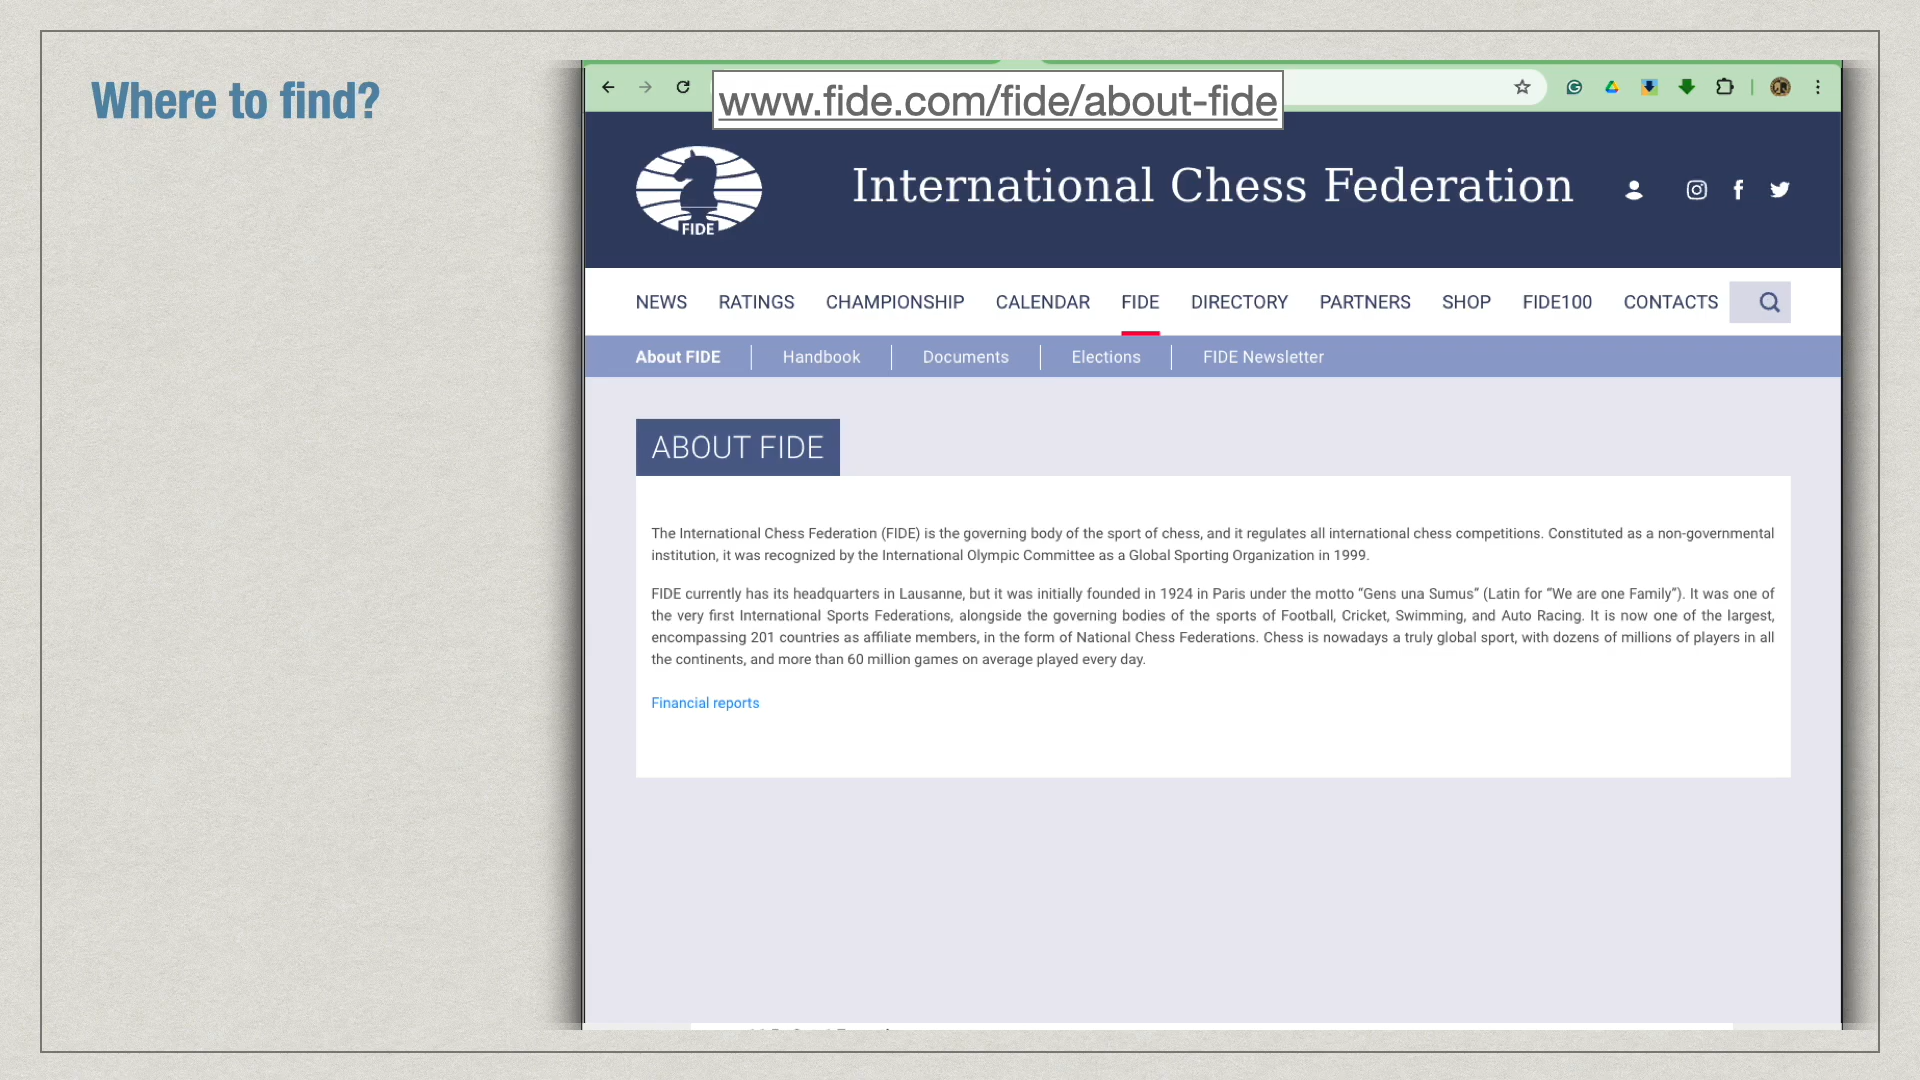 Where to find?
www.fide.com/fide/about-fide
FIDE
International Chess Federation
NEWS RATINGS CHAMPIONSHIP CALENDAR FIDE DIRECTORY PARTNERS SHOP FIDE100 CONTACTS
About FIDE Handbook Documents Elections FIDE Newsletter
ABOUT FIDE
The International Chess Federation (FIDE) is the governing body of the sport of chess, and it regulates all international chess competitions. Constituted as a non-governmental
institution, it was recognized by the International Olympic Committee as a Global Sporting Organization in 1999.
FIDE currently has its headquarters in Lausanne, but it was initially founded in 1924 in Paris under the motto “Gens una Sumus” (Latin for “We are one Family”). It was one of
the very first International Sports Federations, alongside the governing bodies of the sports of Football, Cricket, Swimming, and Auto Racing. It is now one of the largest,
encompassing 201 countries as affiliate members, in the form of National Chess Federations. Chess is nowadays a truly global sport, with dozens of millions of players in all
the continents, and more than 60 million games on average played every day.
Financial reports